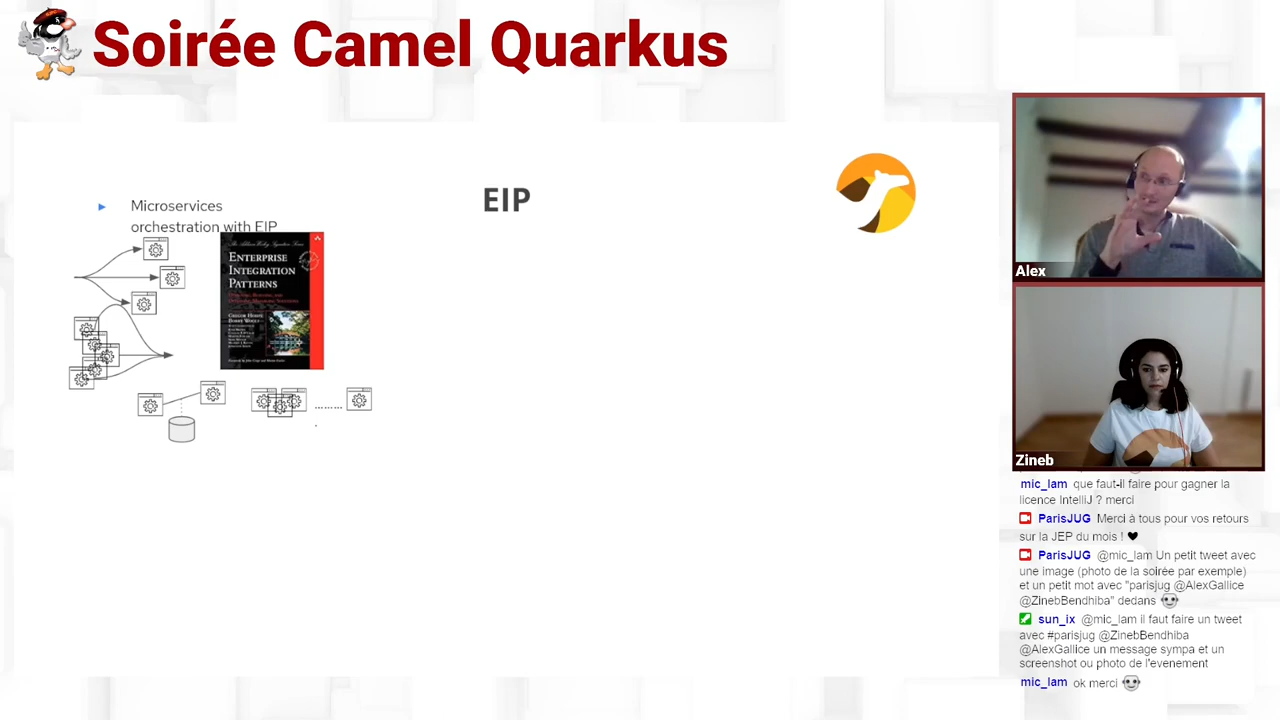 Soirée Camel Quarkus
EIP
Microservices
orchestration with EIP
ENTERPRISE
INTEGRATION
PATTERNS
Alex
Zineb
mic_lam que faut-il faire pour gagner la
licence IntelliJ ? merci
ParisJUG Merci à tous pour vos retours
sur la JEP du mois ! ♥
ParisJUG @mic_lam Un petit tweet avec
une image (photo de la soirée par exemple)
et un petit mot avec "parisjug @AlexGallice
@ZinebBendhiba" dedans
sun_ix @mic_lam il faut faire un tweet
avec #parisjug @ZinebBendhiba
@AlexGallice un message sympa et un
screenshot ou photo de l'evenement
mic_lam ok merci